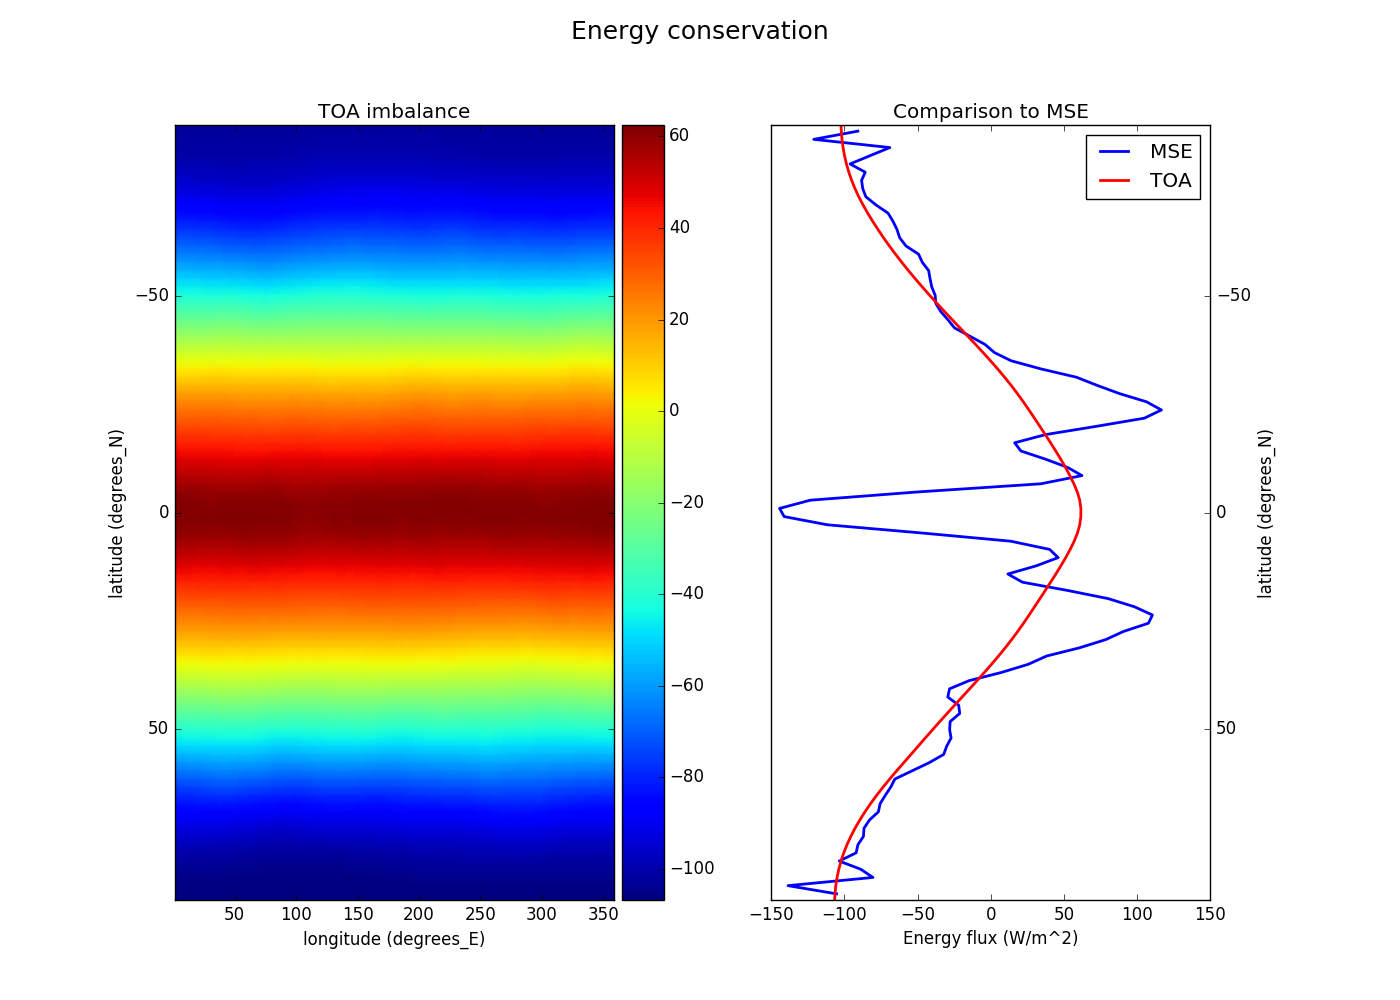 Energy conservation
TOA imbalance
−50
0
50
latitude (degrees_N)
50 100 150 200 250 300 350
longitude (degrees_E)
60
40
20
0
−20
−40
−60
−80
−100
Comparison to MSE
MSE
TOA
−50
0
50
latitude (degrees_N)
−150 −100 −50 0 50 100 150
Energy flux (W/m^2)